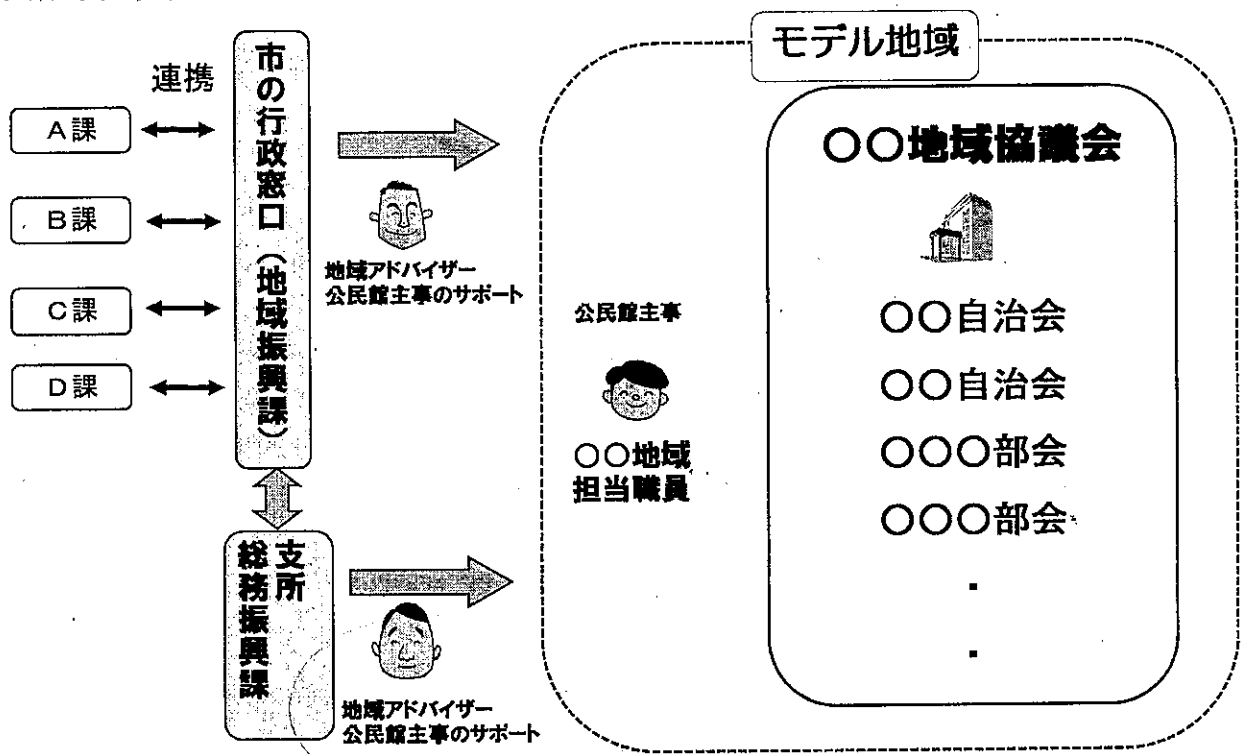 連携
A課
B課
C課
D課
市の行政窓口（地域振興課）
地域アドバイザー
公民館主事のサポート
支所
総務振興課
地域アドバイザー
公民館主事のサポート
モデル地域
公民館主事
○○地域
担当職員
○○地域協議会
○○自治会
○○自治会
○○○部会
○○○部会
・
・